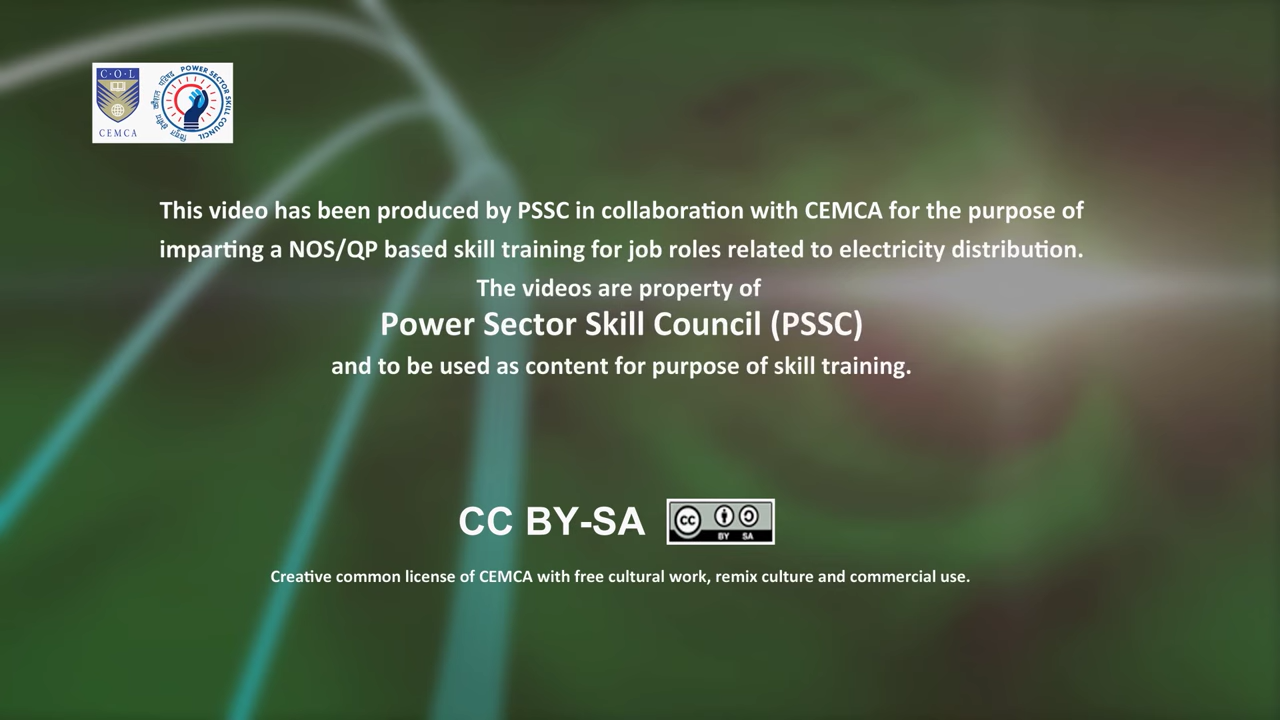 C·O·L
CEMCA
POWER SECTOR SKILL COUNCIL
This video has been produced by PSSC in collaboration with CEMCA for the purpose of
imparting a NOS/QP based skill training for job roles related to electricity distribution.
The videos are property of
Power Sector Skill Council (PSSC)
and to be used as content for purpose of skill training.
CC BY-SA
CC BY SA
Creative common license of CEMCA with free cultural work, remix culture and commercial use.